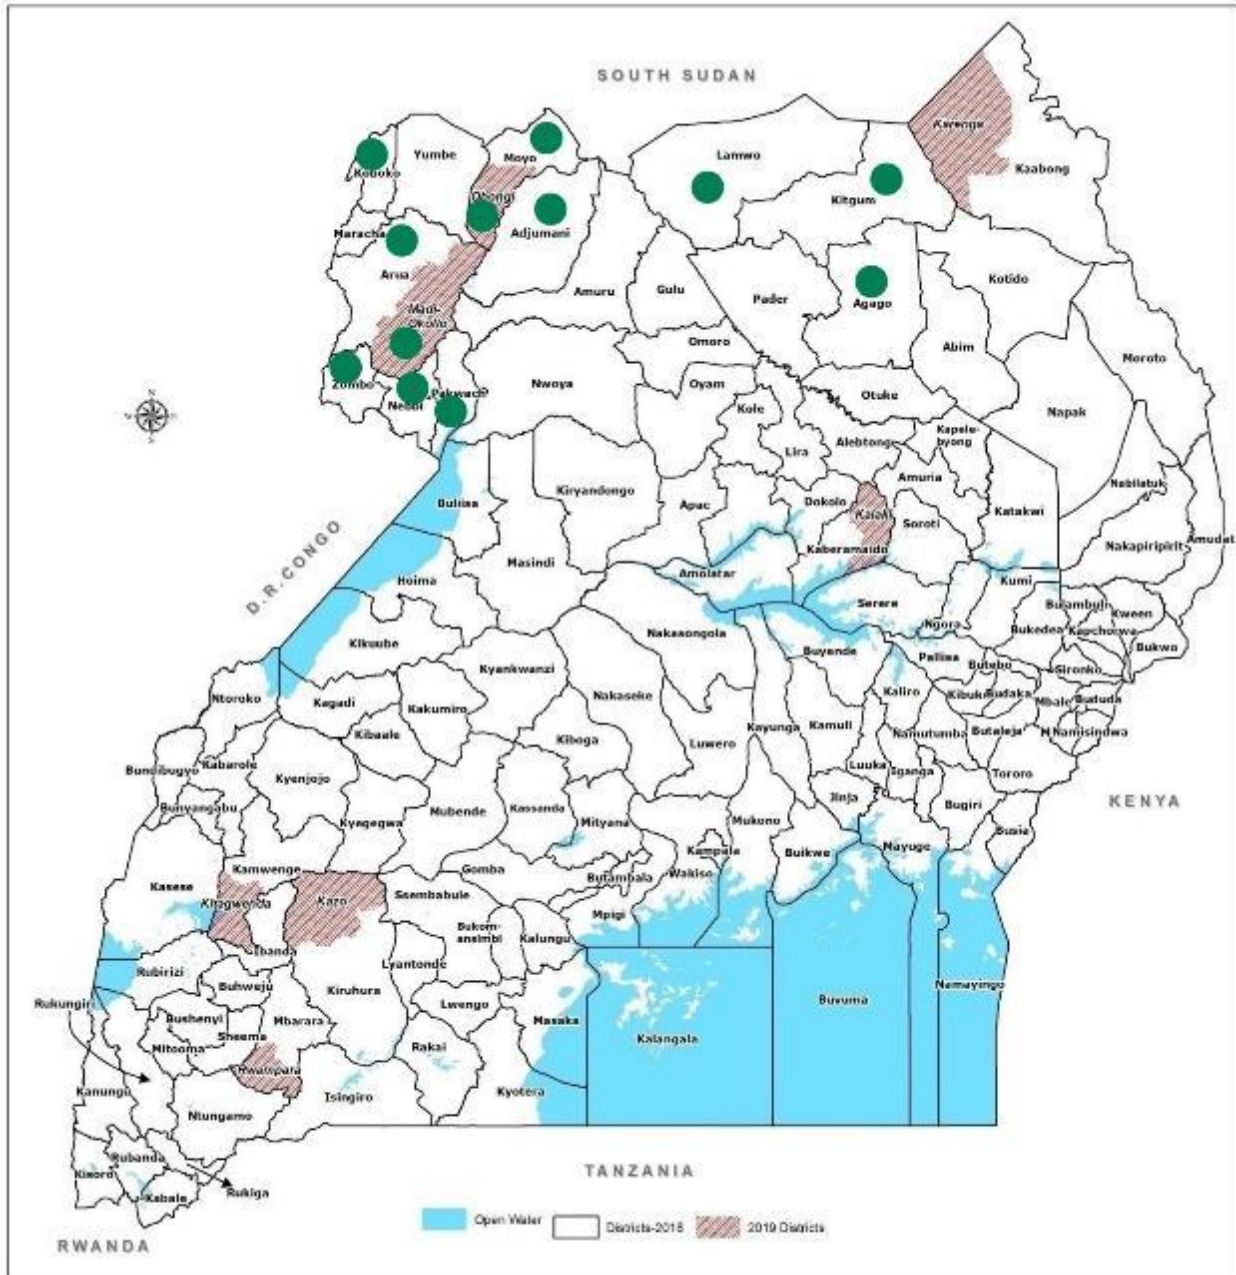 SOUTH SUDAN
Karenga
Kaabong
Moyo
Yumbe
Koboko
Lamwo
Kitgum
Obongi
Adjumani
Maracha
Arua
Kotido
Amuru
Gulu
Pader
Agago
Okollo
Omoro
Abim
Moroto
Zombo
Nebbi
Pakwach
Nwoya
Oyam
Otuke
Kole
Napak
Alebtong
Kapele-
byong
Lira
Amuria
Nabilatuk
Buliisa
Kiryandongo
Apac
Dokolo
Kalaki
Soroti
Katakwi
Kaberamaido
Nakapiripirit
Amudat
Masindi
Amolatar
D.R.CONGO
Hoima
Serere
Kumi
Ngora
Bulambuli
Kween
Kikuube
Nakasongola
Bukedea
Kapchorwa
Bukwo
Buyende
Pallisa
Butebo
Sironko
Kyankwanzi
Ntoroko
Kagadi
Kakumiro
Nakaseke
Kaliro
Kibuku
Budaka
Mbale
Bududa
Kibaale
Kiboga
Luwero
Kayunga
Kamuli
Namutumba
Butaleja
M
Namisindwa
Bundibugyo
Kabarole
Kyenjojo
Luuka
Iganga
Tororo
Bunyangabu
Kyegegwa
Mubende
Kassanda
Mityana
Mukono
Jinja
Bugiri
KENYA
Busia
Kampala
Buikwe
Mayuge
Kamwenge
Gomba
Butambala
Wakiso
Kasese
Kitagwenda
Kazo
Ssembabule
Mpigi
Ibanda
Bukom-
ansimbi
Kalungu
Rubirizi
Lyantonde
Buhweju
Kiruhura
Rukungiri
Lwengo
Buvuma
Namayingo
Bushenyi
Mbarara
Masaka
Kalangala
Sheema
Mitooma
Rakai
Rwampara
Kanungu
Isingiro
Kyotera
Ntungamo
Rubanda
Kisoro
Kabale
Rukiga
TANZANIA
RWANDA
Open Water
Districts-2018
2019 Districts